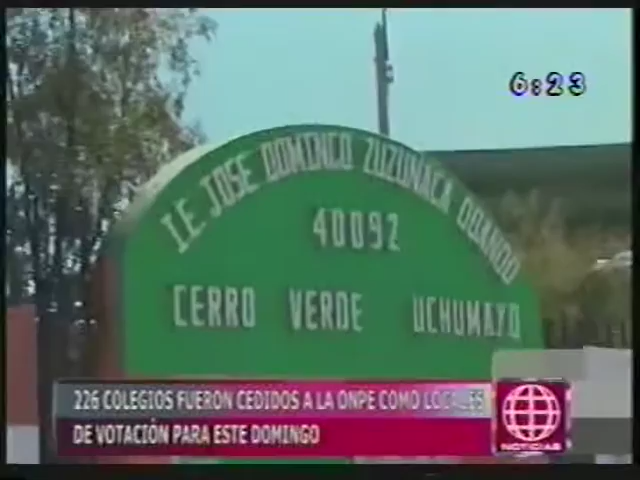 6:23
I.E JOSE DOMINGO ZUZUNAGA OBANDO
40092
CERRO VERDE UCHUMAYO
226 COLEGIOS FUERON CEDIDOS A LA ONPE COMO LOCALES
DE VOTACIÓN PARA ESTE DOMINGO
NOTICIAS